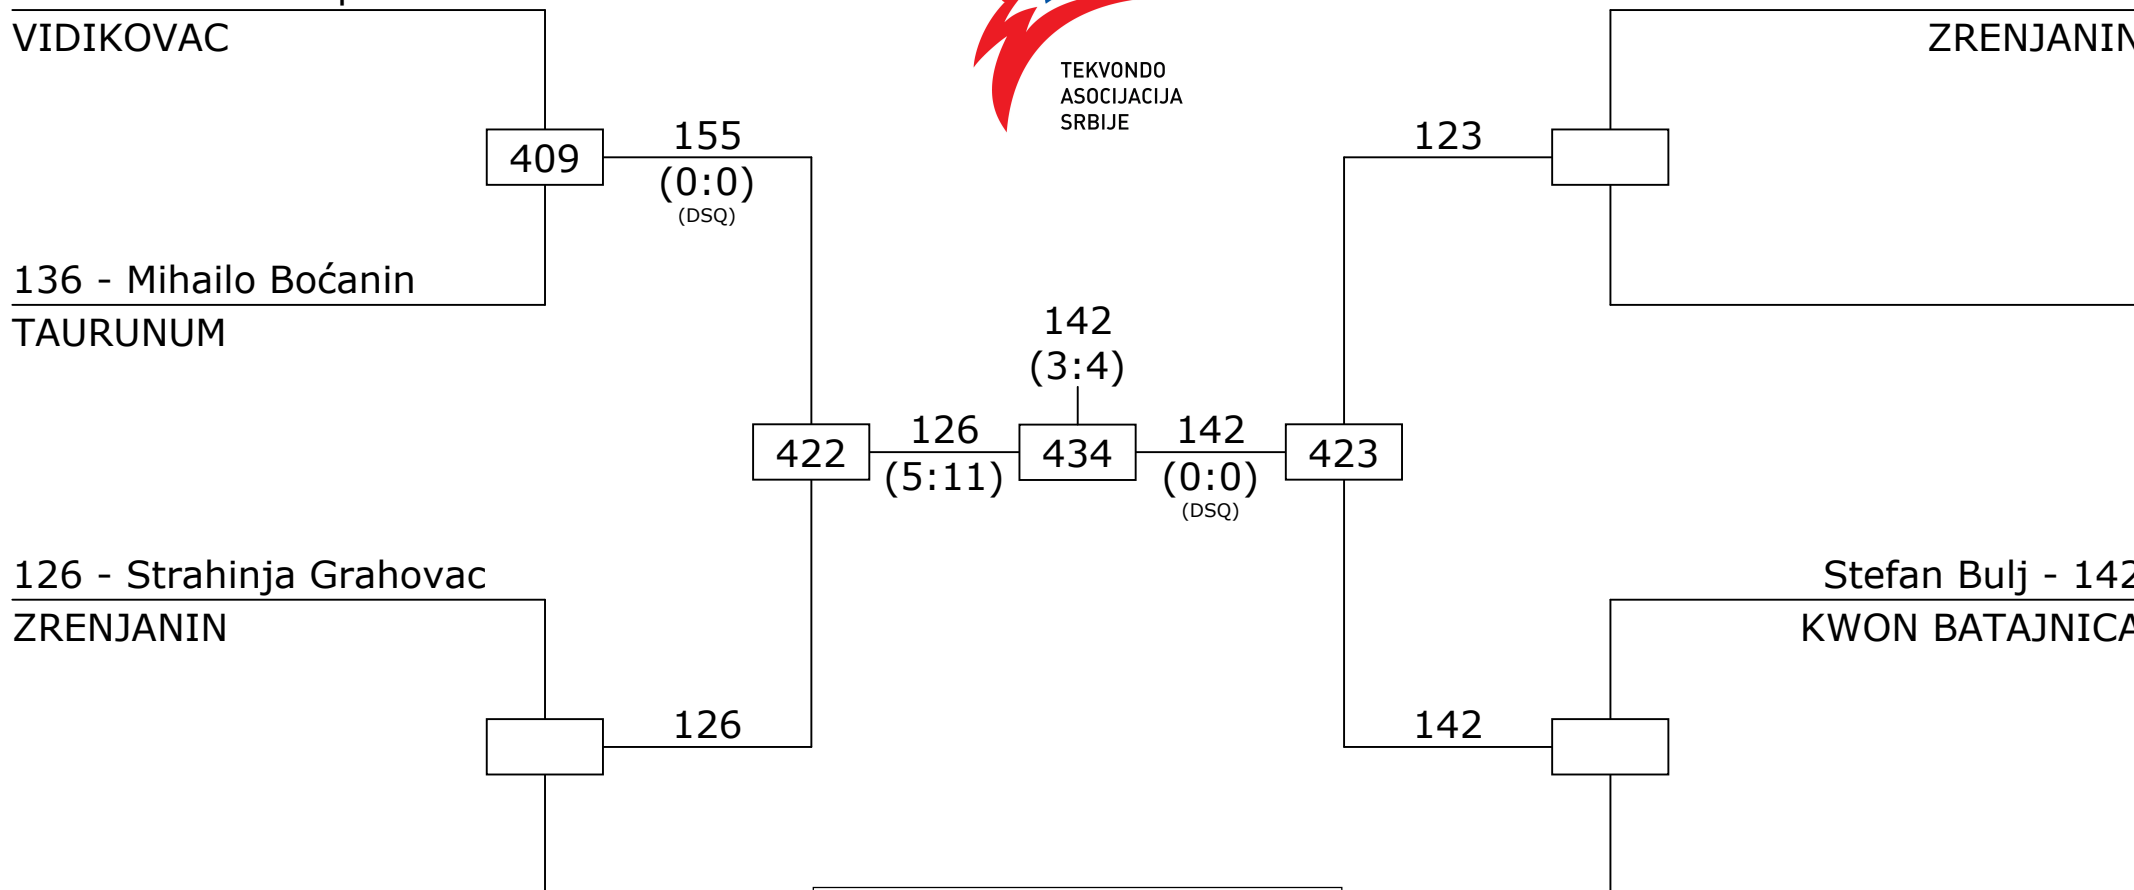 VIDIKOVAC
ZRENJANIN
TEKVONDO
ASOCIJACIJA
SRBIJE
155
123
409
(0:0)
(DSQ)
136 - Mihailo Boćanin
TAURUNUM
142
(3:4)
126
142
422
434
423
(5:11)
(0:0)
(DSQ)
126 - Strahinja Grahovac
Stefan Bulj - 142
ZRENJANIN
KWON BATAJNICA
126
142